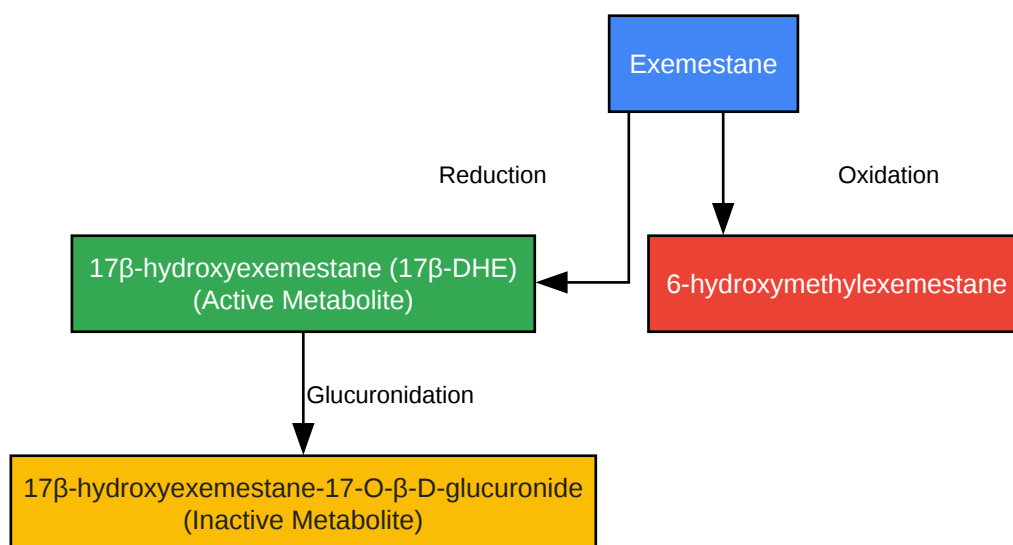 Exemestane
Reduction
Oxidation
17β-hydroxyexemestane (17β-DHE)
(Active Metabolite)
6-hydroxymethylexemestane
Glucuronidation
17β-hydroxyexemestane-17-O-β-D-glucuronide
(Inactive Metabolite)